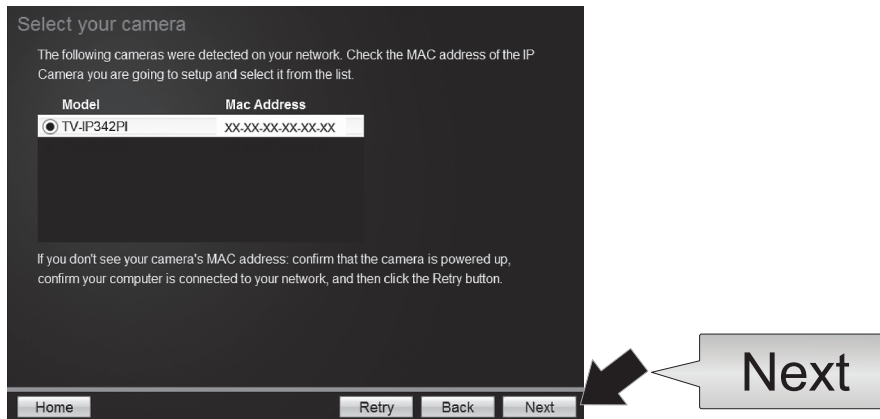 Select your camera
The following cameras were detected on your network. Check the MAC address of the IP
Camera you are going to setup and select it from the list.
Model Mac Address
TV-IP342PI XX-XX-XX-XX-XX-XX
If you don't see your camera's MAC address: confirm that the camera is powered up,
confirm your computer is connected to your network, and then click the Retry button.
Home Retry Back Next
Next